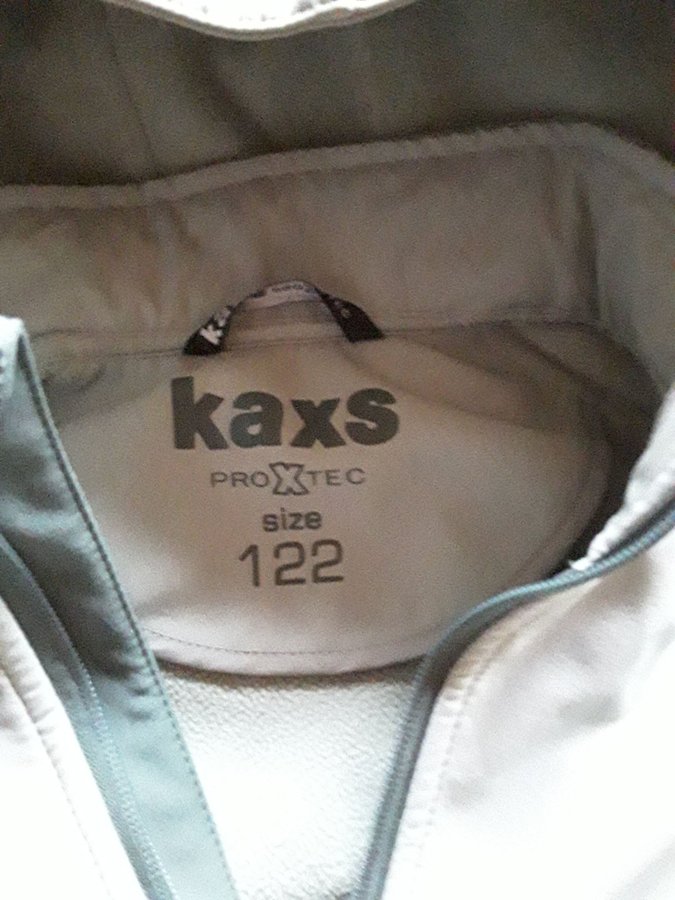 kaxs
PROXTEC
size
122